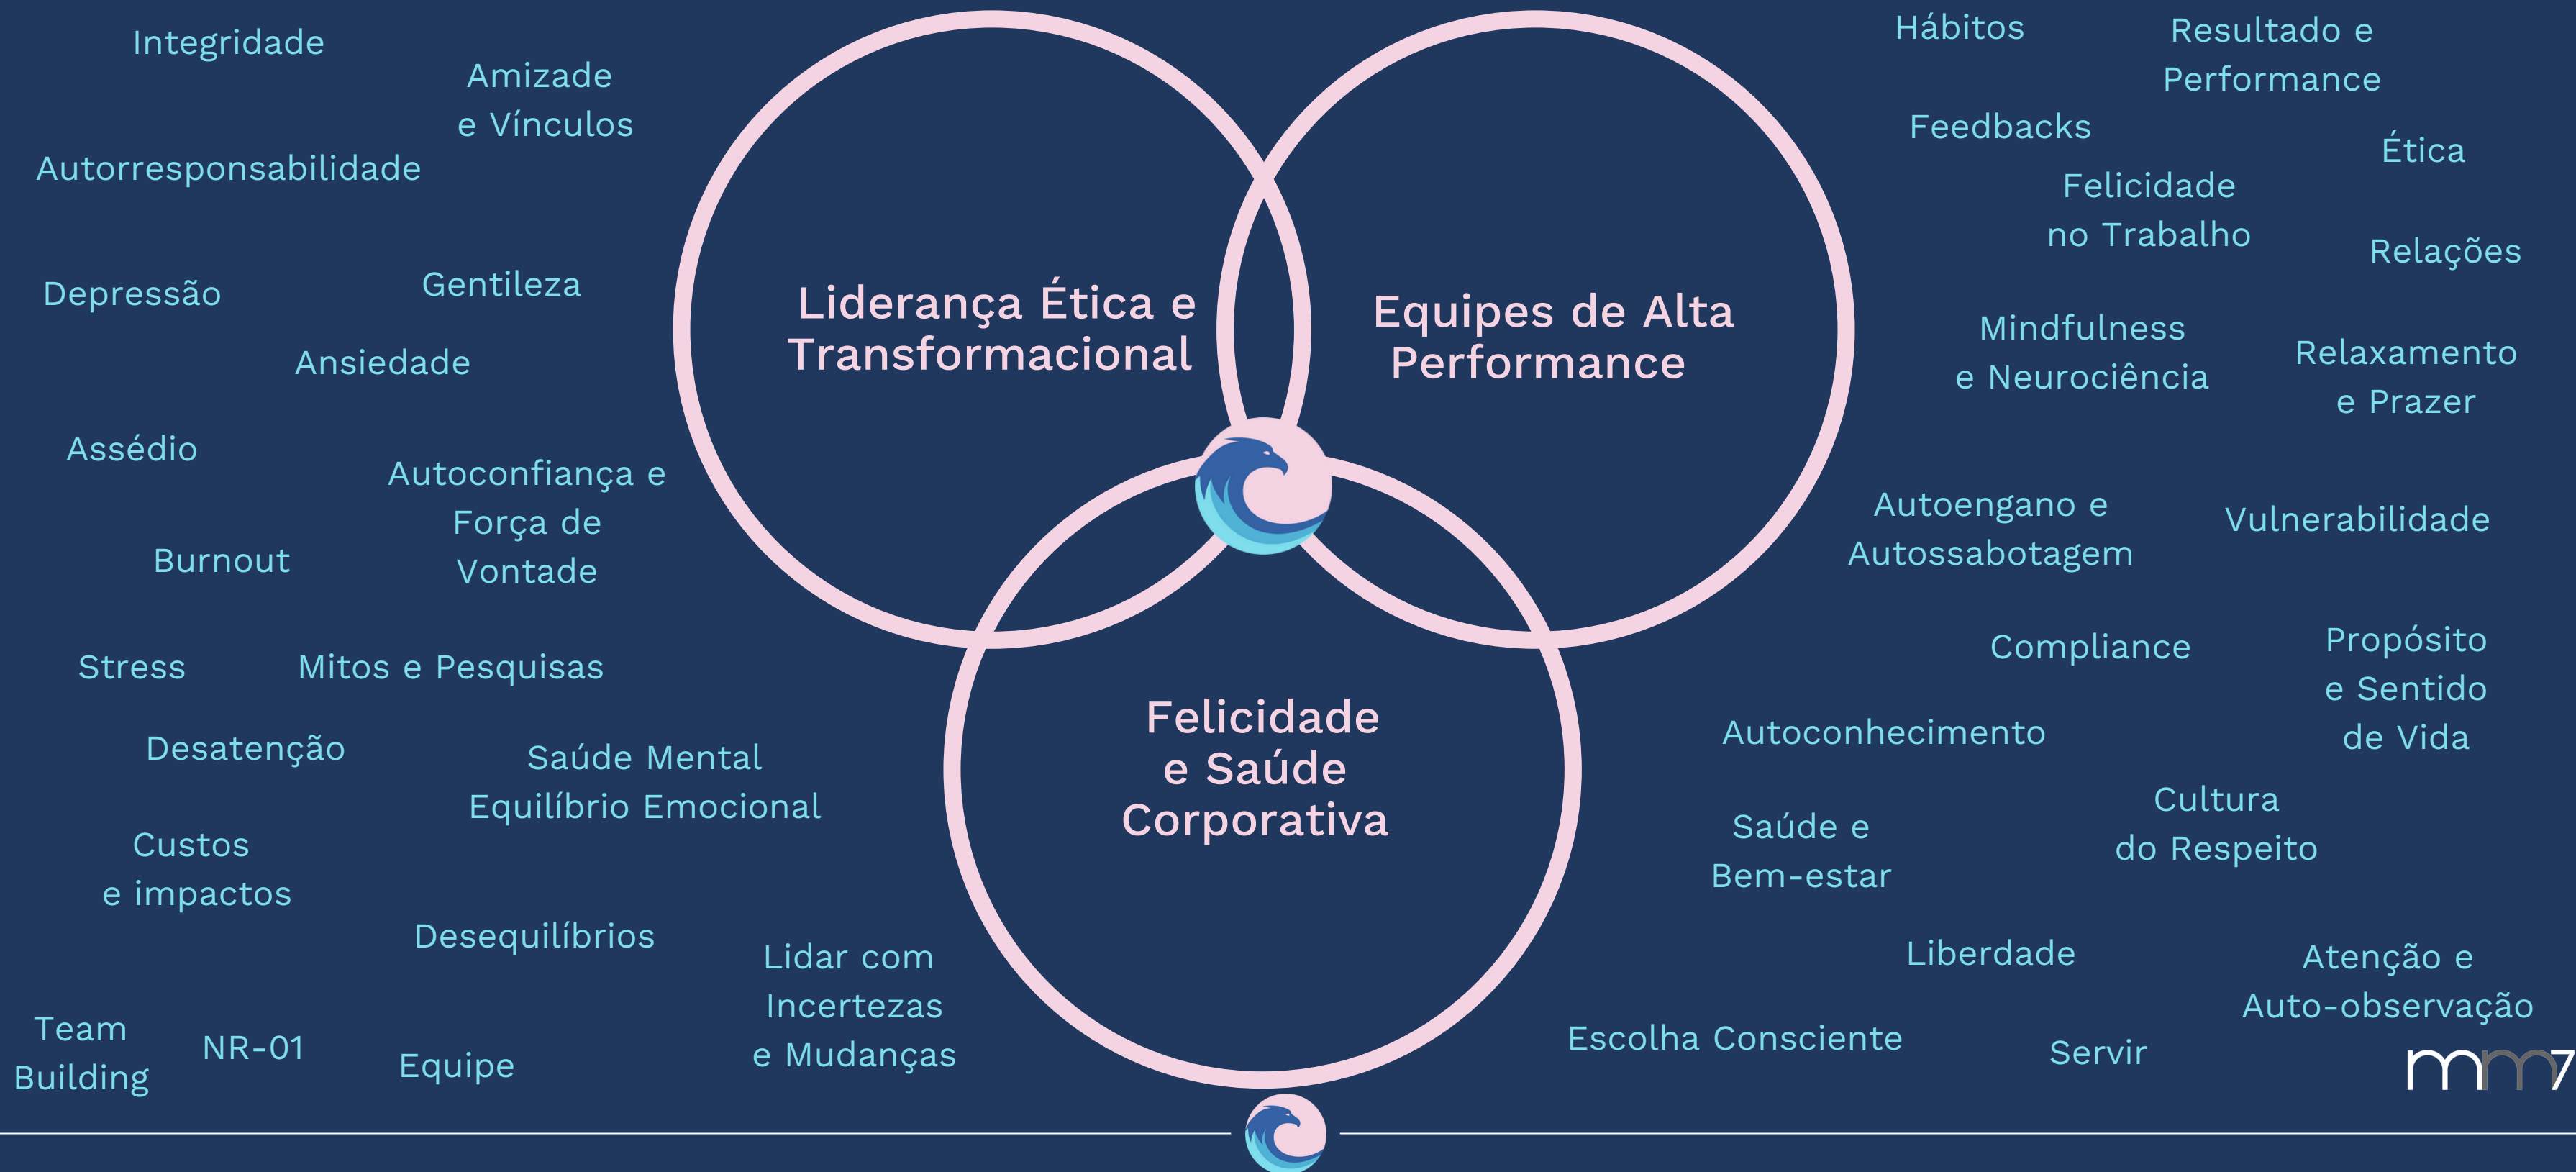 Integridade
Amizade
e Vínculos
Autorresponsabilidade
Depressão
Gentileza
Ansiedade
Assédio
Autoconfiança e
Força de
Vontade
Burnout
Stress
Mitos e Pesquisas
Desatenção
Saúde Mental
Equilíbrio Emocional
Custos
e impactos
Desequilíbrios
Lidar com
Incertezas
e Mudanças
Team
Building
NR-01
Equipe
Liderança Ética e
Transformacional
Equipes de Alta
Performance
Felicidade
e Saúde
Corporativa
Hábitos
Resultado e
Performance
Feedbacks
Ética
Felicidade
no Trabalho
Relações
Mindfulness
e Neurociência
Relaxamento
e Prazer
Autoengano e
Autossabotagem
Vulnerabilidade
Compliance
Propósito
e Sentido
de Vida
Autoconhecimento
Cultura
do Respeito
Saúde e
Bem-estar
Liberdade
Atenção e
Auto-observação
Escolha Consciente
Servir
mm7